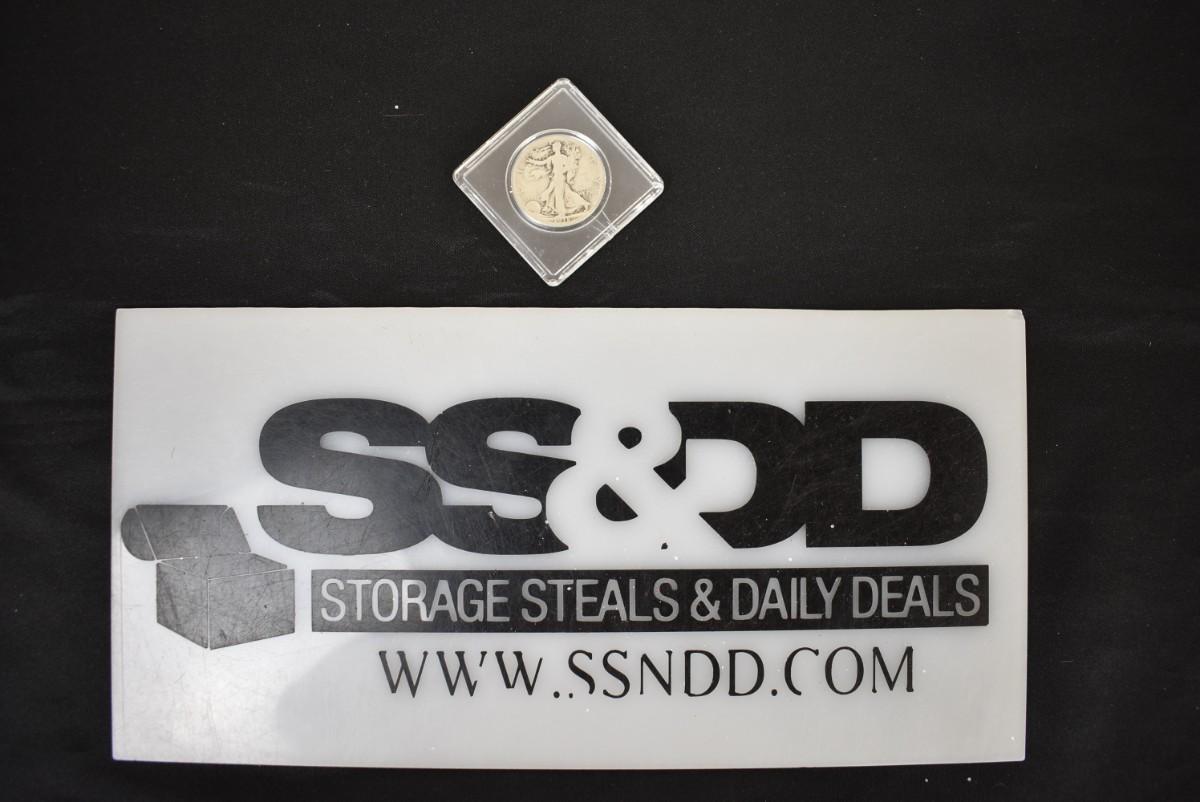 SS&DD
STORAGE STEALS & DAILY DEALS
WWW.SSNDD.COM